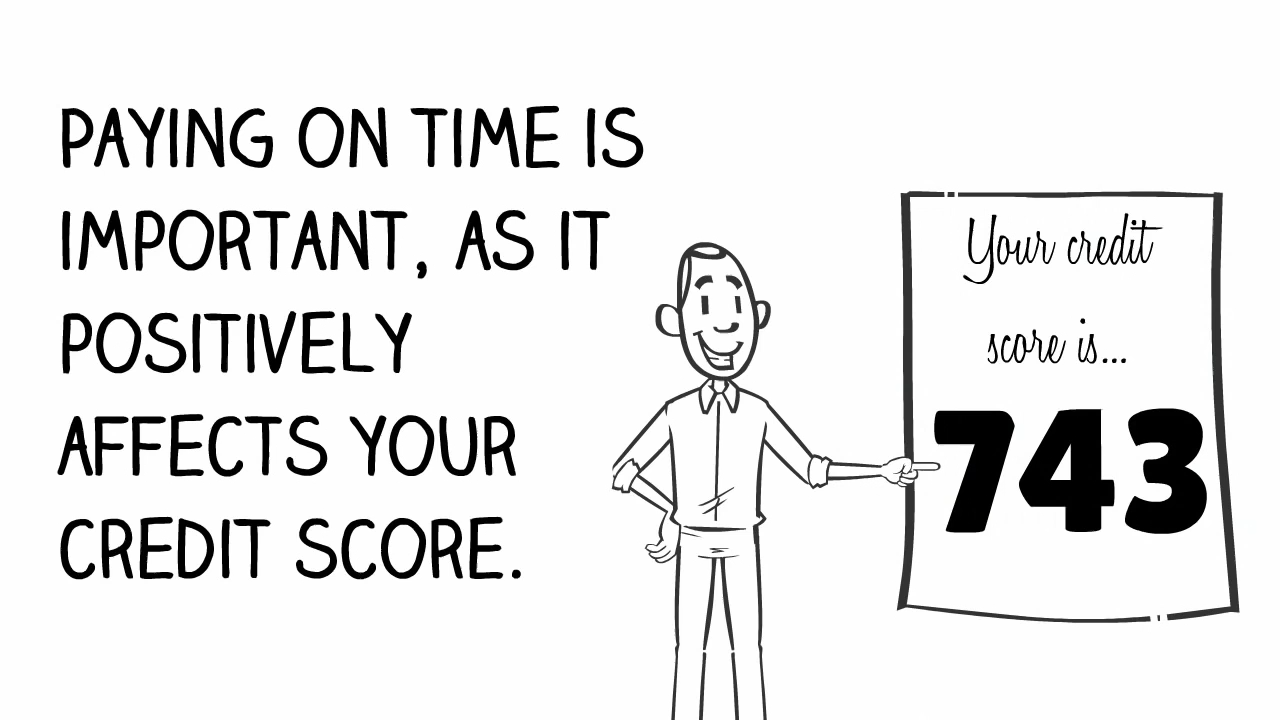 PAYING ON TIME IS
IMPORTANT, AS IT
POSITIVELY
AFFECTS YOUR
CREDIT SCORE.
Your credit
score is...
743